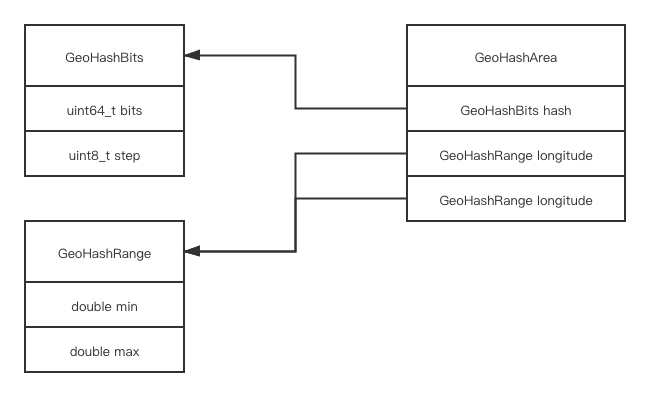 GeoHashBits
uint64_t bits
uint8_t step
GeoHashArea
GeoHashBits hash
GeoHashRange longitude
GeoHashRange longitude
GeoHashRange
double min
double max